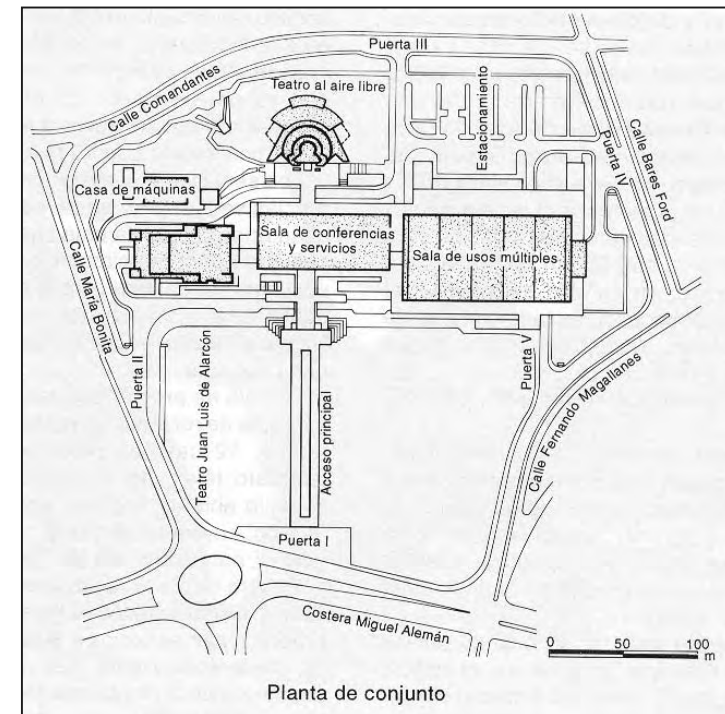 Puerta III
Calle Comandantes
Teatro al aire libre
Estacionamiento
Calle Bares Ford
Puerta IV
Casa de máquinas
Sala de conferencias
y servicios
Sala de usos múltiples
Calle María Bonita
Puerta II
Teatro Juan Luis de Alarcón
Acceso principal
Puerta V
Calle Fernando Magallanes
Puerta I
Costera Miguel Alemán
0 50 100
m
Planta de conjunto